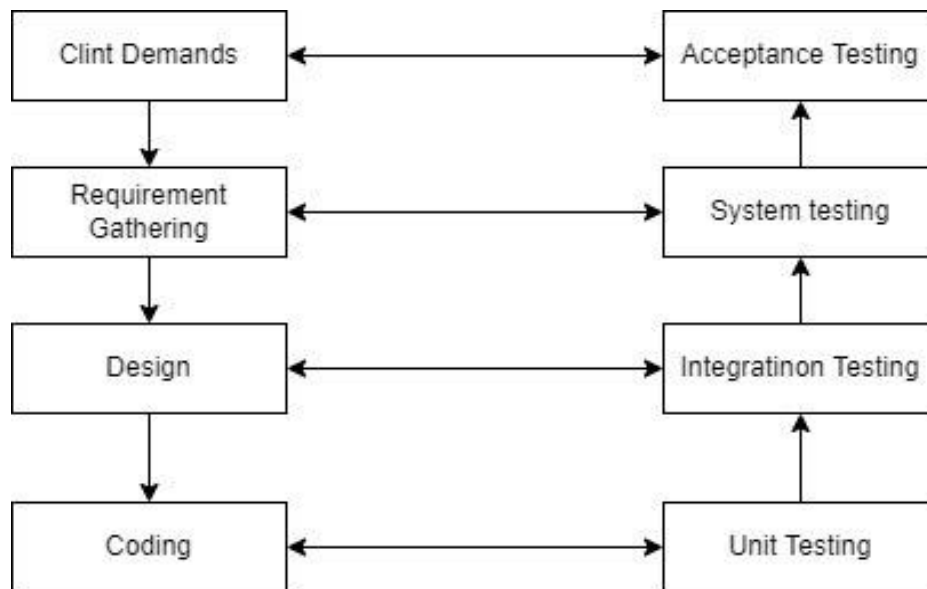 Clint Demands
Acceptance Testing
Requirement
Gathering
System testing
Design
Integratinon Testing
Coding
Unit Testing